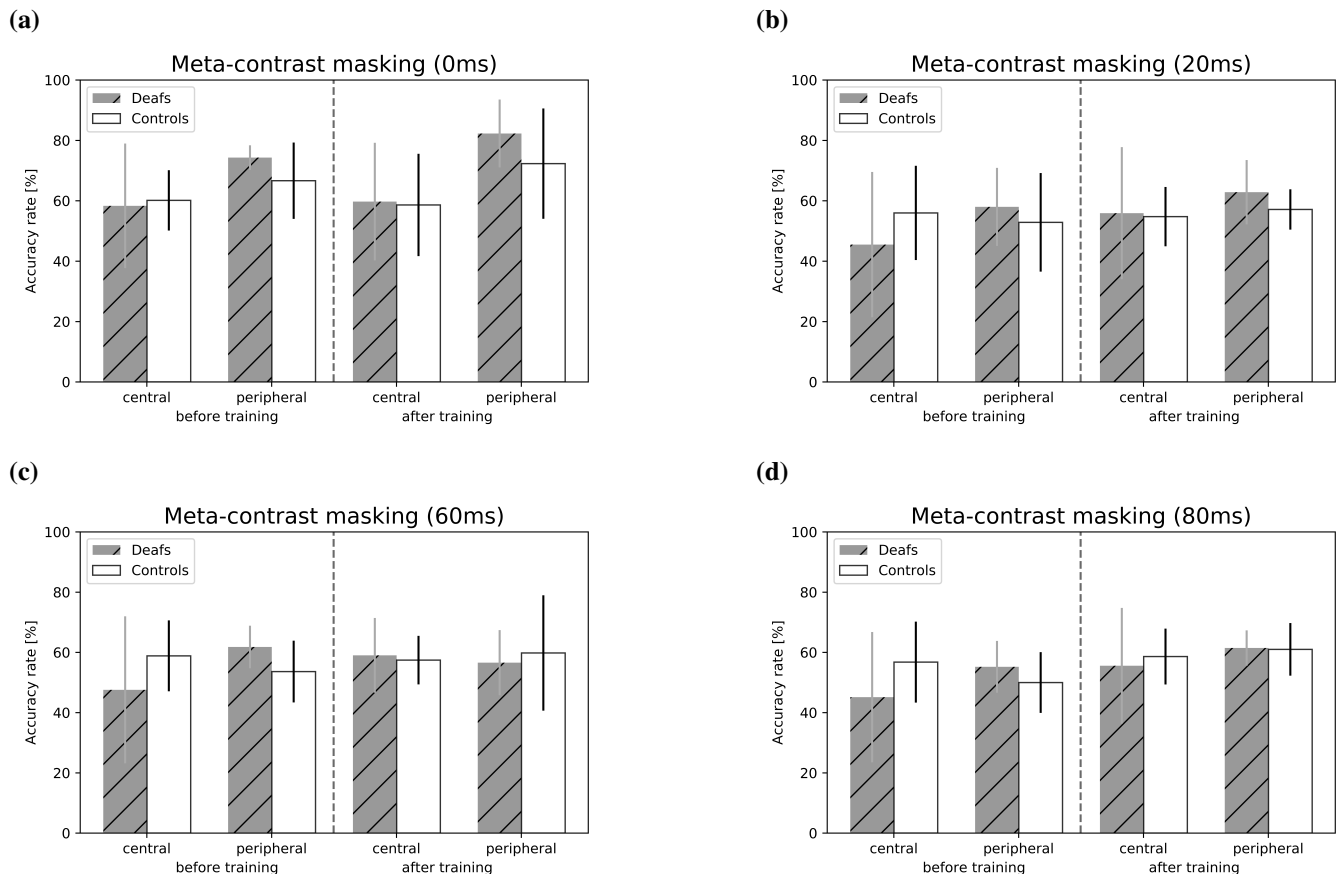 (a)
Meta-contrast masking (0ms)
100
80
60
40
20
0
Accuracy rate [%]
Deafs
Controls
central
peripheral
central
peripheral
before training
after training
(b)
Meta-contrast masking (20ms)
100
80
60
40
20
0
Accuracy rate [%]
Deafs
Controls
central
peripheral
central
peripheral
before training
after training
(c)
Meta-contrast masking (60ms)
100
80
60
40
20
0
Accuracy rate [%]
Deafs
Controls
central
peripheral
central
peripheral
before training
after training
(d)
Meta-contrast masking (80ms)
100
80
60
40
20
0
Accuracy rate [%]
Deafs
Controls
central
peripheral
central
peripheral
before training
after training